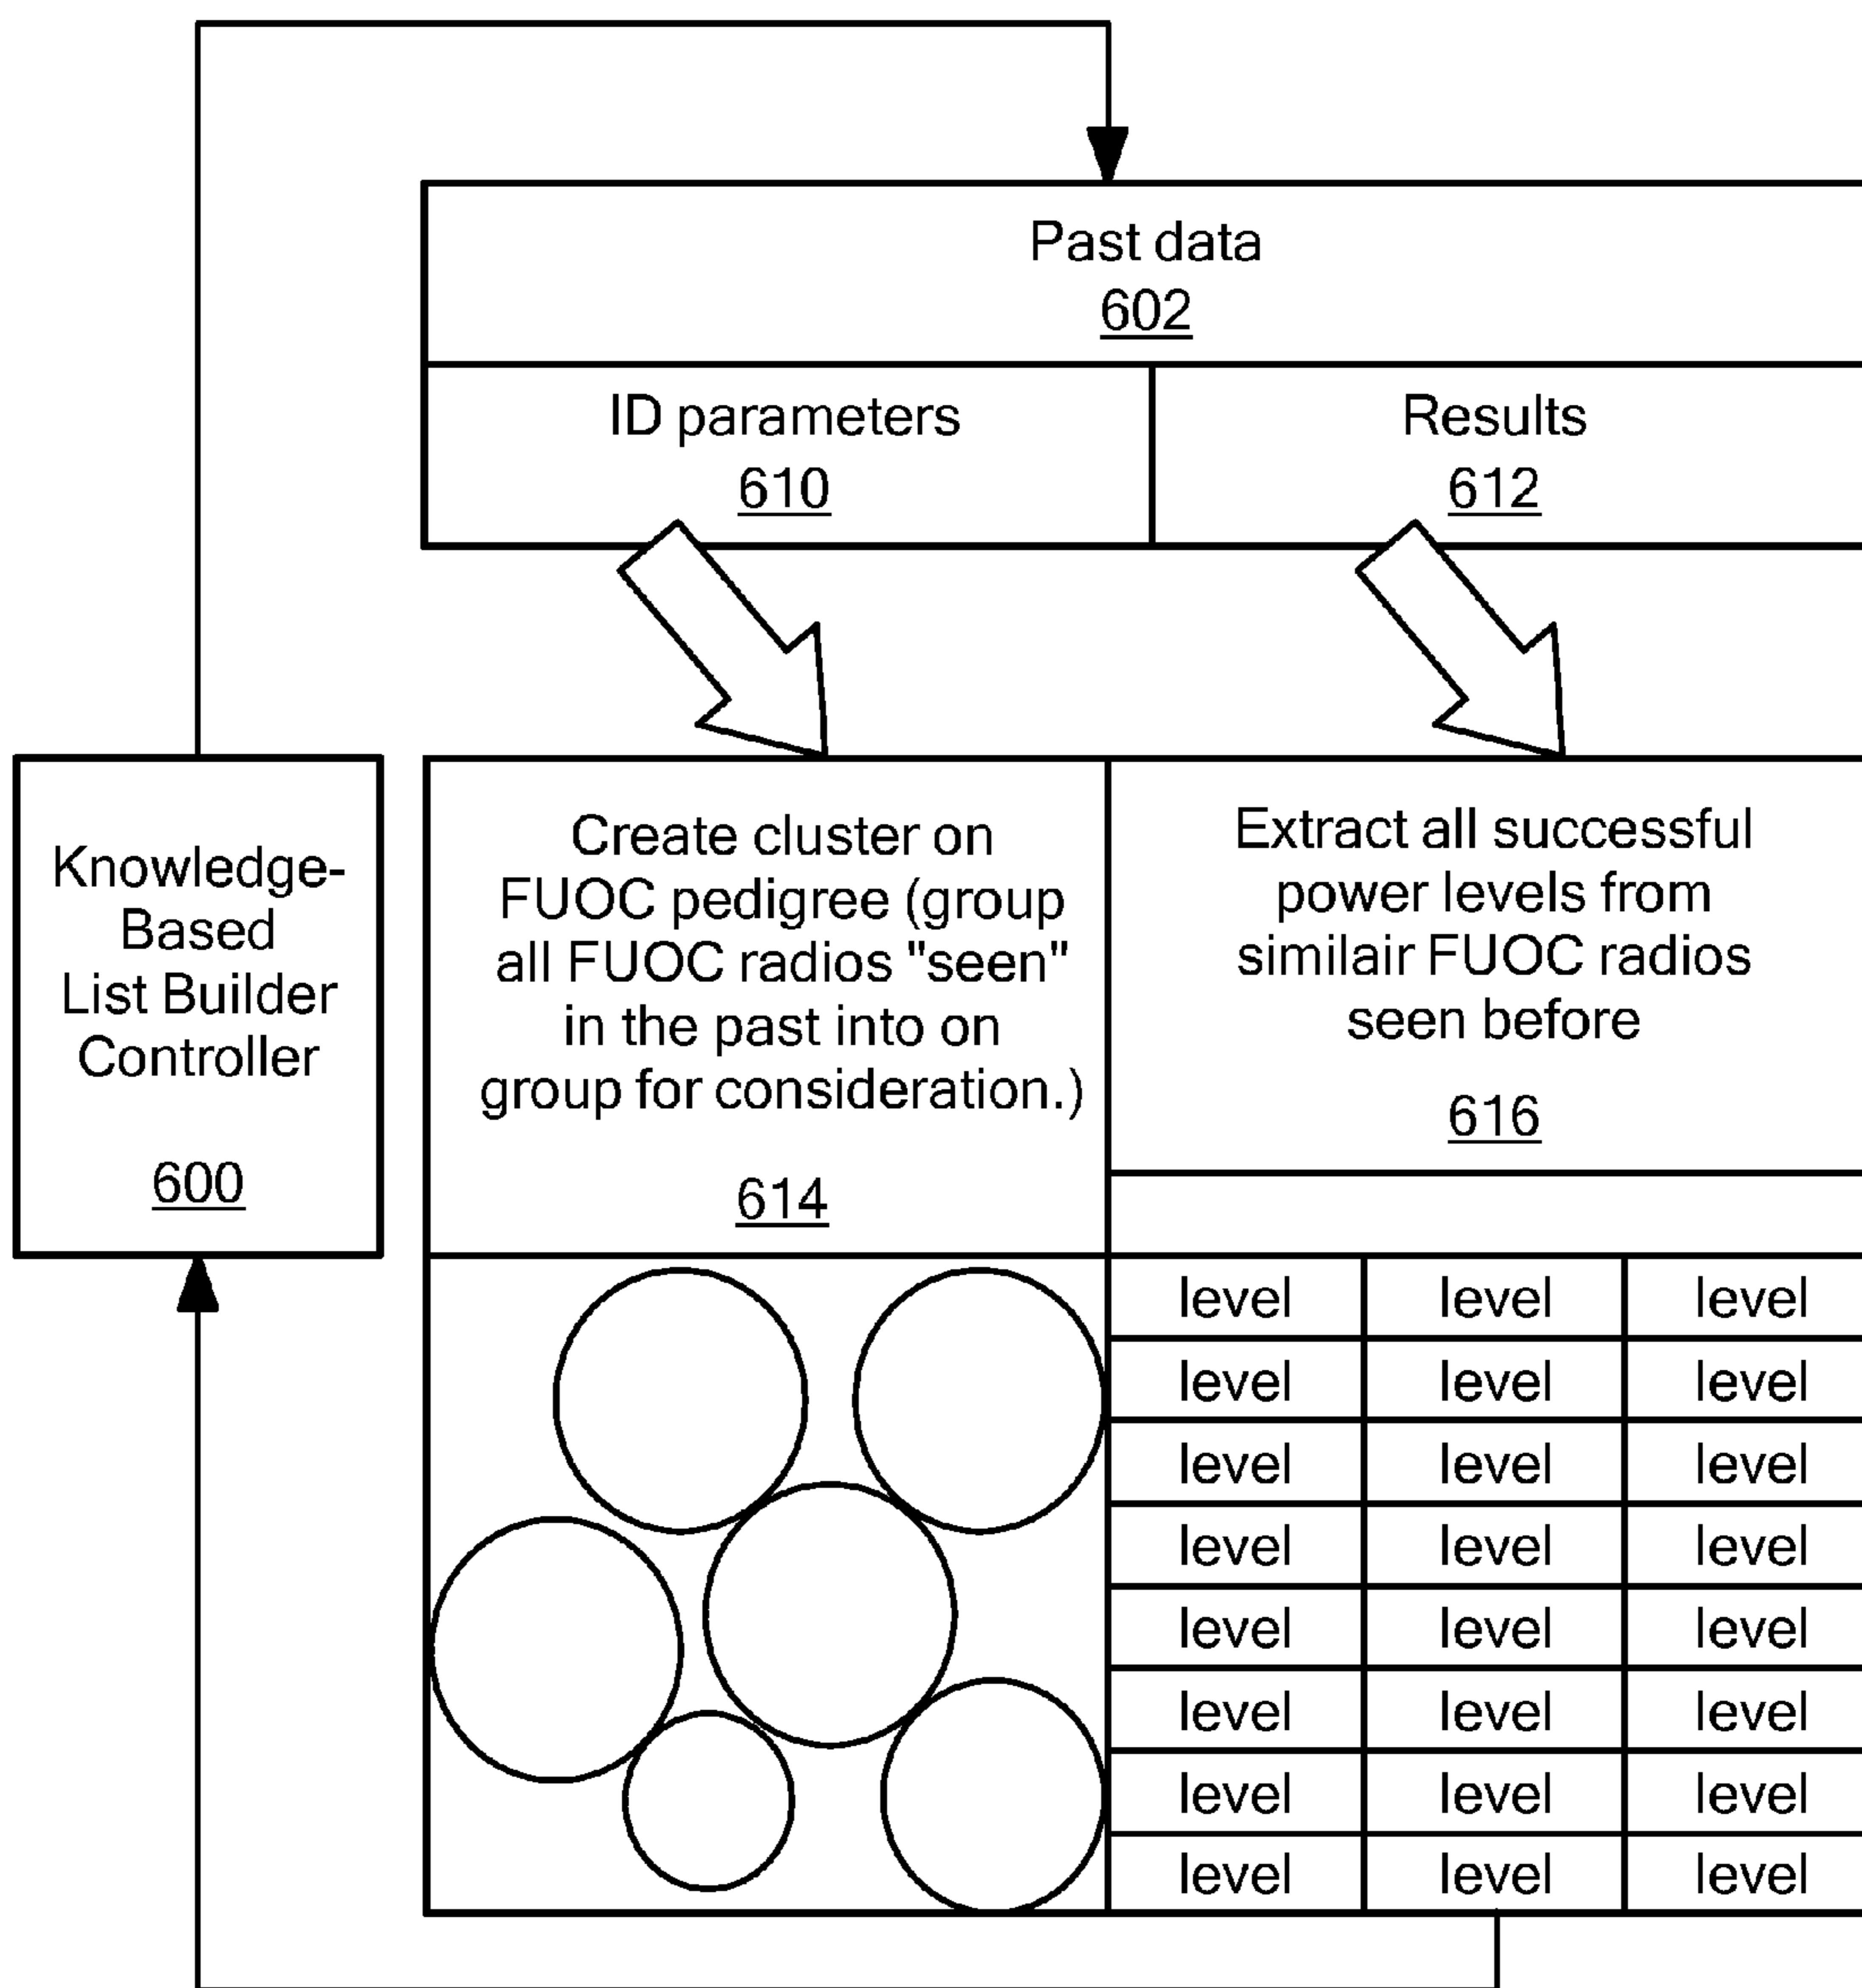 Past data
602
ID parameters
610
Results
612
Knowledge-
Based
List Builder
Controller
600
Create cluster on
FUOC pedigree (group
all FUOC radios "seen"
in the past into on
group for consideration.)
614
Extract all successful
power levels from
similair FUOC radios
seen before
616
level level level
level level level
level level level
level level level
level level level
level level level
level level level
level level level